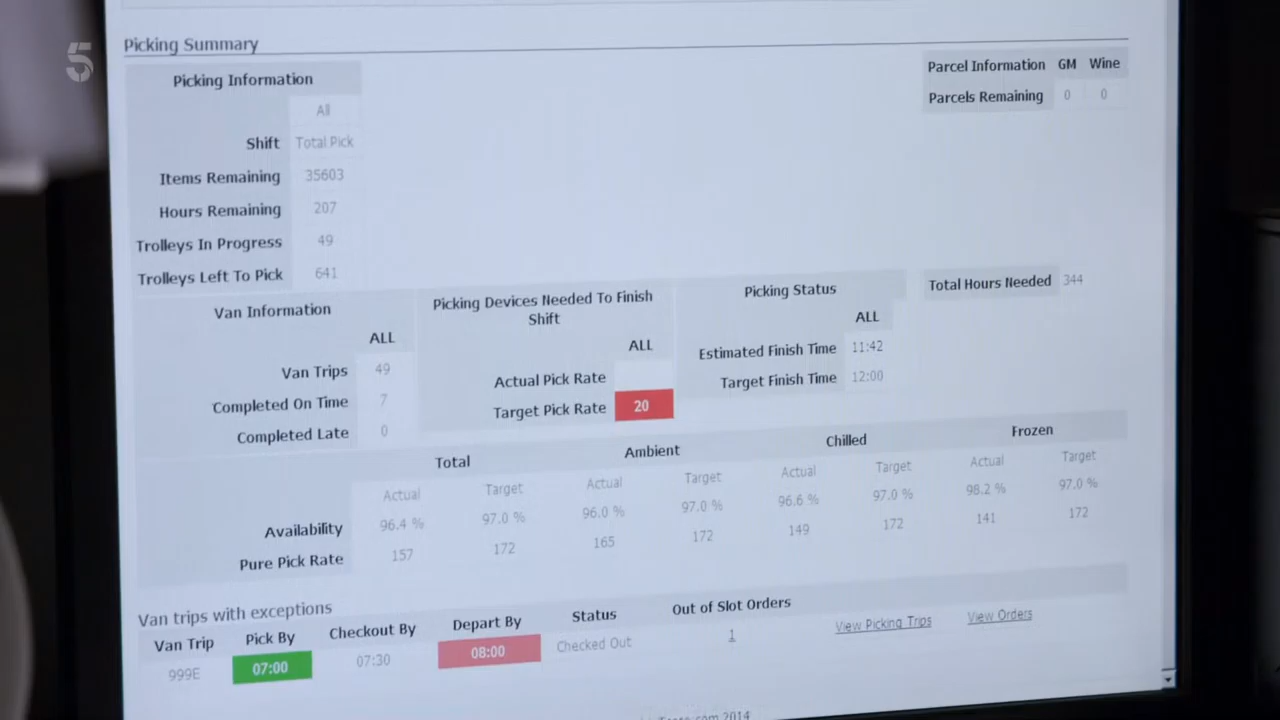 5
Picking Summary
Picking Information
All
Shift Total Pick
Items Remaining 35603
Hours Remaining 207
Trolleys In Progress 49
Trolleys Left To Pick 641
Parcel Information GM Wine
Parcels Remaining 0 0
Van Information
ALL
Van Trips 49
Completed On Time 7
Completed Late 0
Picking Devices Needed To Finish
Shift
ALL
Actual Pick Rate
Target Pick Rate 20
Picking Status
ALL
Estimated Finish Time 11:42
Target Finish Time 12:00
Total Hours Needed 344
Total Ambient Chilled Frozen
Actual Target Actual Target Actual Target Actual Target
Availability 96.4 % 97.0 % 96.0 % 97.0 % 96.6 % 97.0 % 98.2 % 97.0 %
Pure Pick Rate 157 172 165 172 149 172 141 172
Van trips with exceptions
Van Trip Pick By Checkout By Depart By Status Out of Slot Orders
999E 07:00 07:30 08:00 Checked Out 1 View Picking Trips View Orders
2014